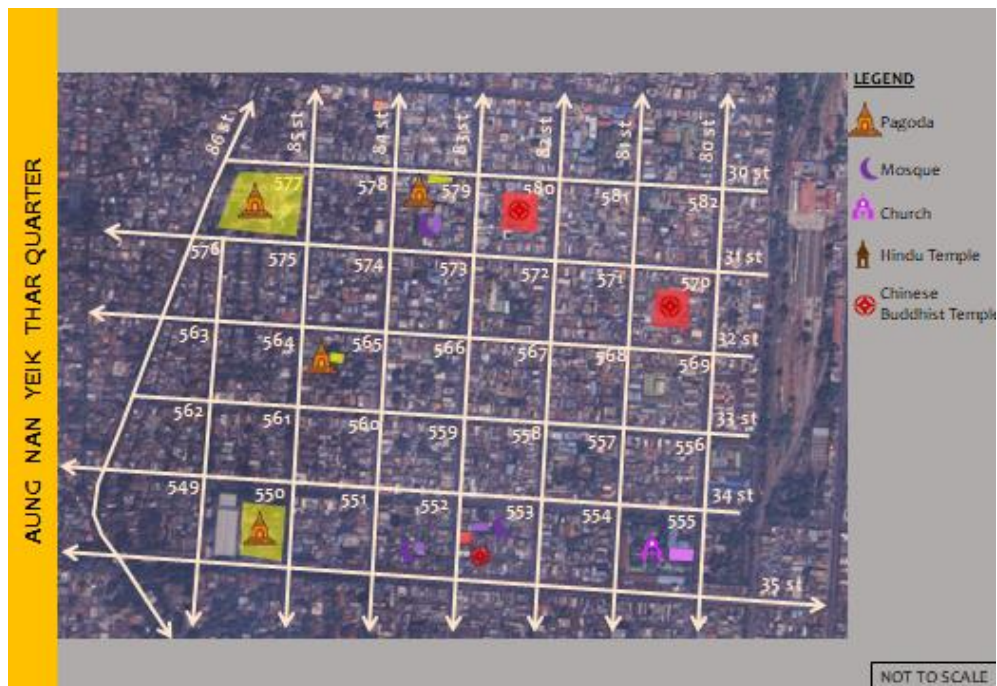 AUNG NAN YEIK THAR QUARTER
LEGEND
Pagoda
Mosque
Church
Hindu Temple
Chinese
Buddhist Temple
86 st
85 st
84 st
83 st
82 st
81 st
80 st
30 st
577
578
579
580
581
582
31 st
576
575
574
573
572
571
570
32 st
563
564
565
566
567
568
569
33 st
562
561
560
559
558
557
556
34 st
549
550
551
552
553
554
555
35 st
NOT TO SCALE